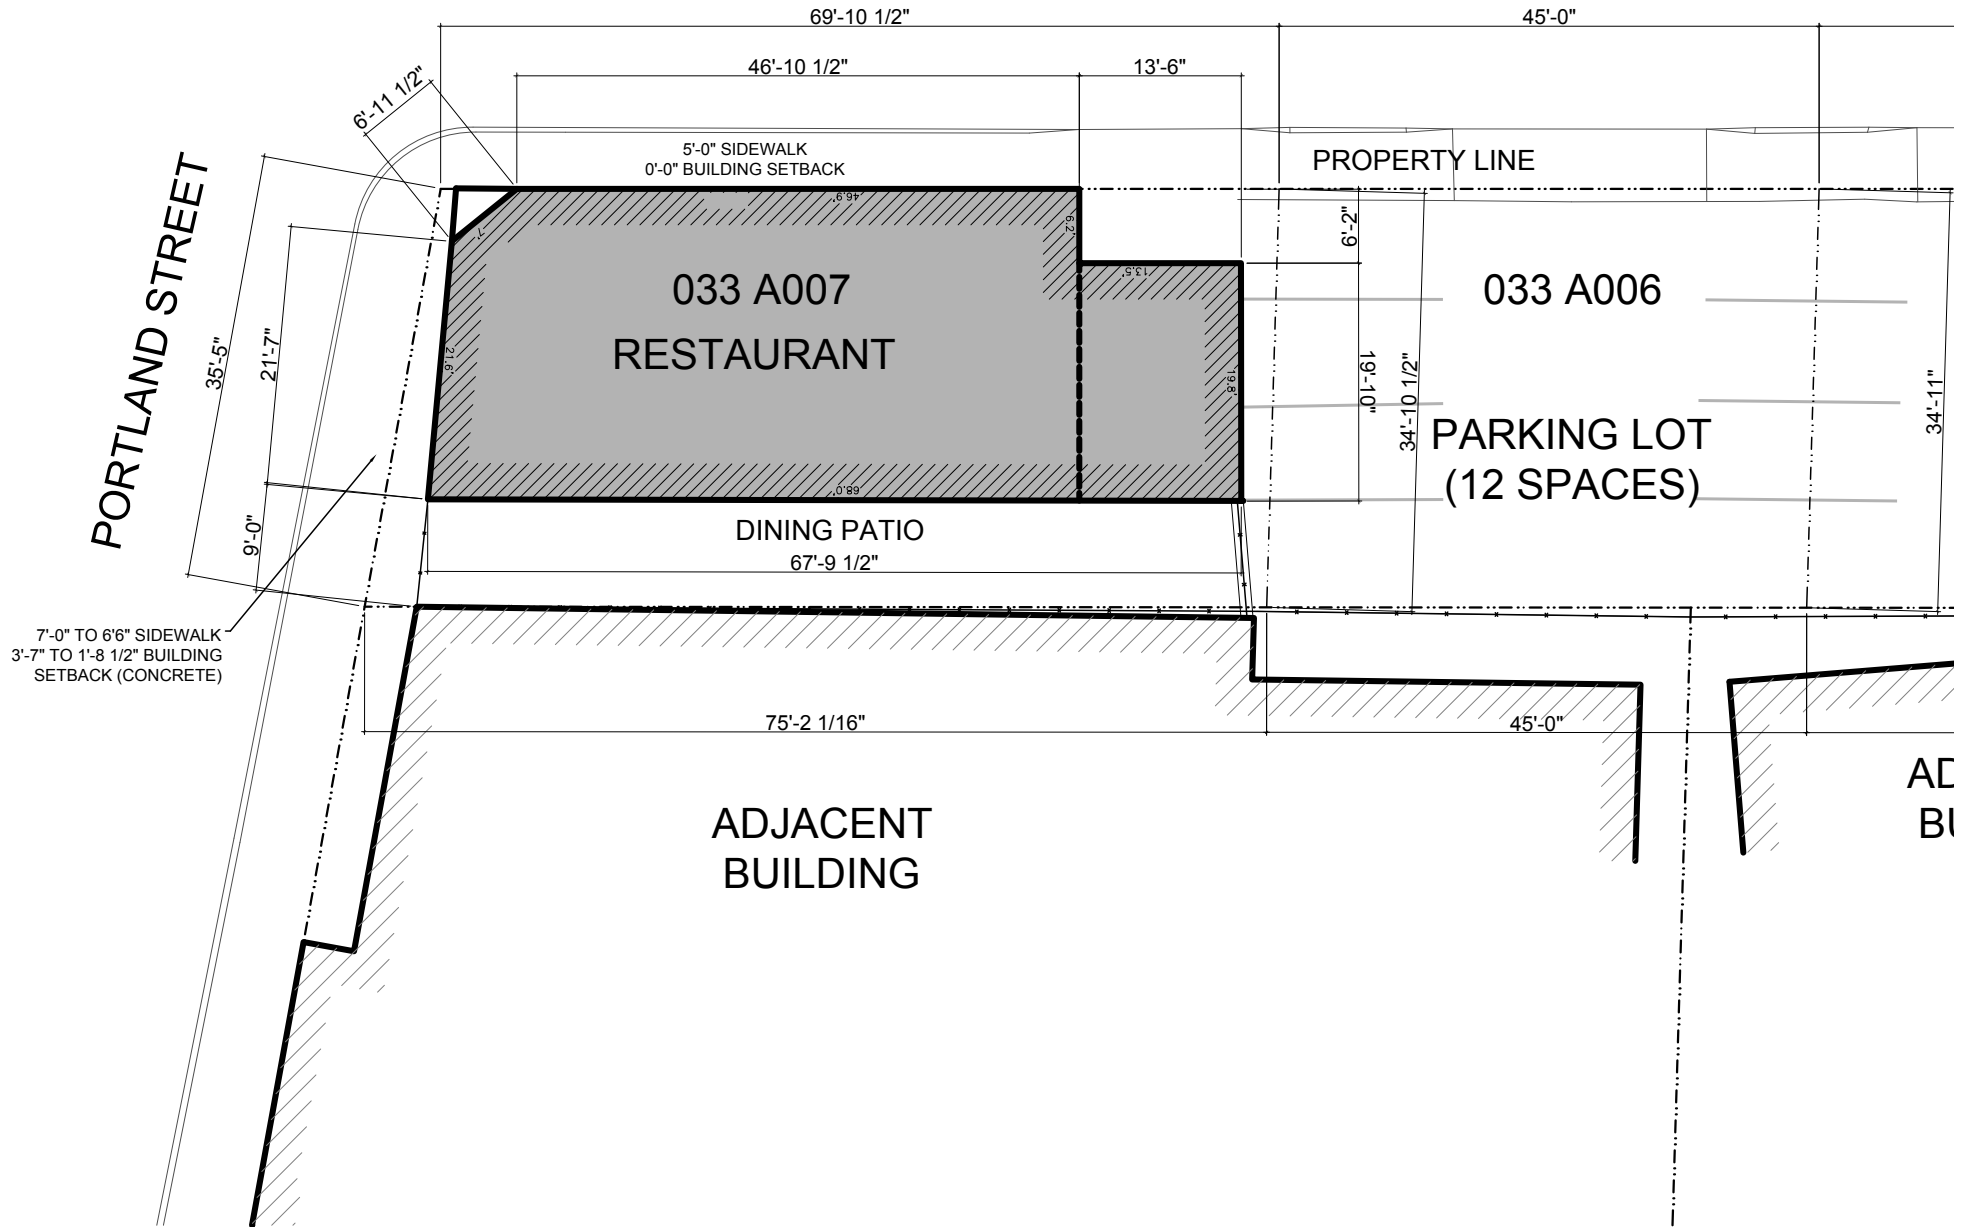 69'-10 1/2"
45'-0"
46'-10 1/2"
13'-6"
6'-11 1/2"
5'-0" SIDEWALK
0'-0" BUILDING SETBACK
PROPERTY LINE
PORTLAND STREET
46.9'
7'
6.2'
13.5'
6'-2"
033 A007
RESTAURANT
033 A006
35'-5"
21'-7"
21.6'
19.8'
19'-10"
34'-10 1/2"
34'-11"
PARKING LOT
(12 SPACES)
68.0'
9'-0"
DINING PATIO
67'-9 1/2"
7'-0" TO 6'6" SIDEWALK
3'-7" TO 1'-8 1/2" BUILDING
SETBACK (CONCRETE)
75'-2 1/16"
45'-0"
ADJACENT
BUILDING
AD
BU